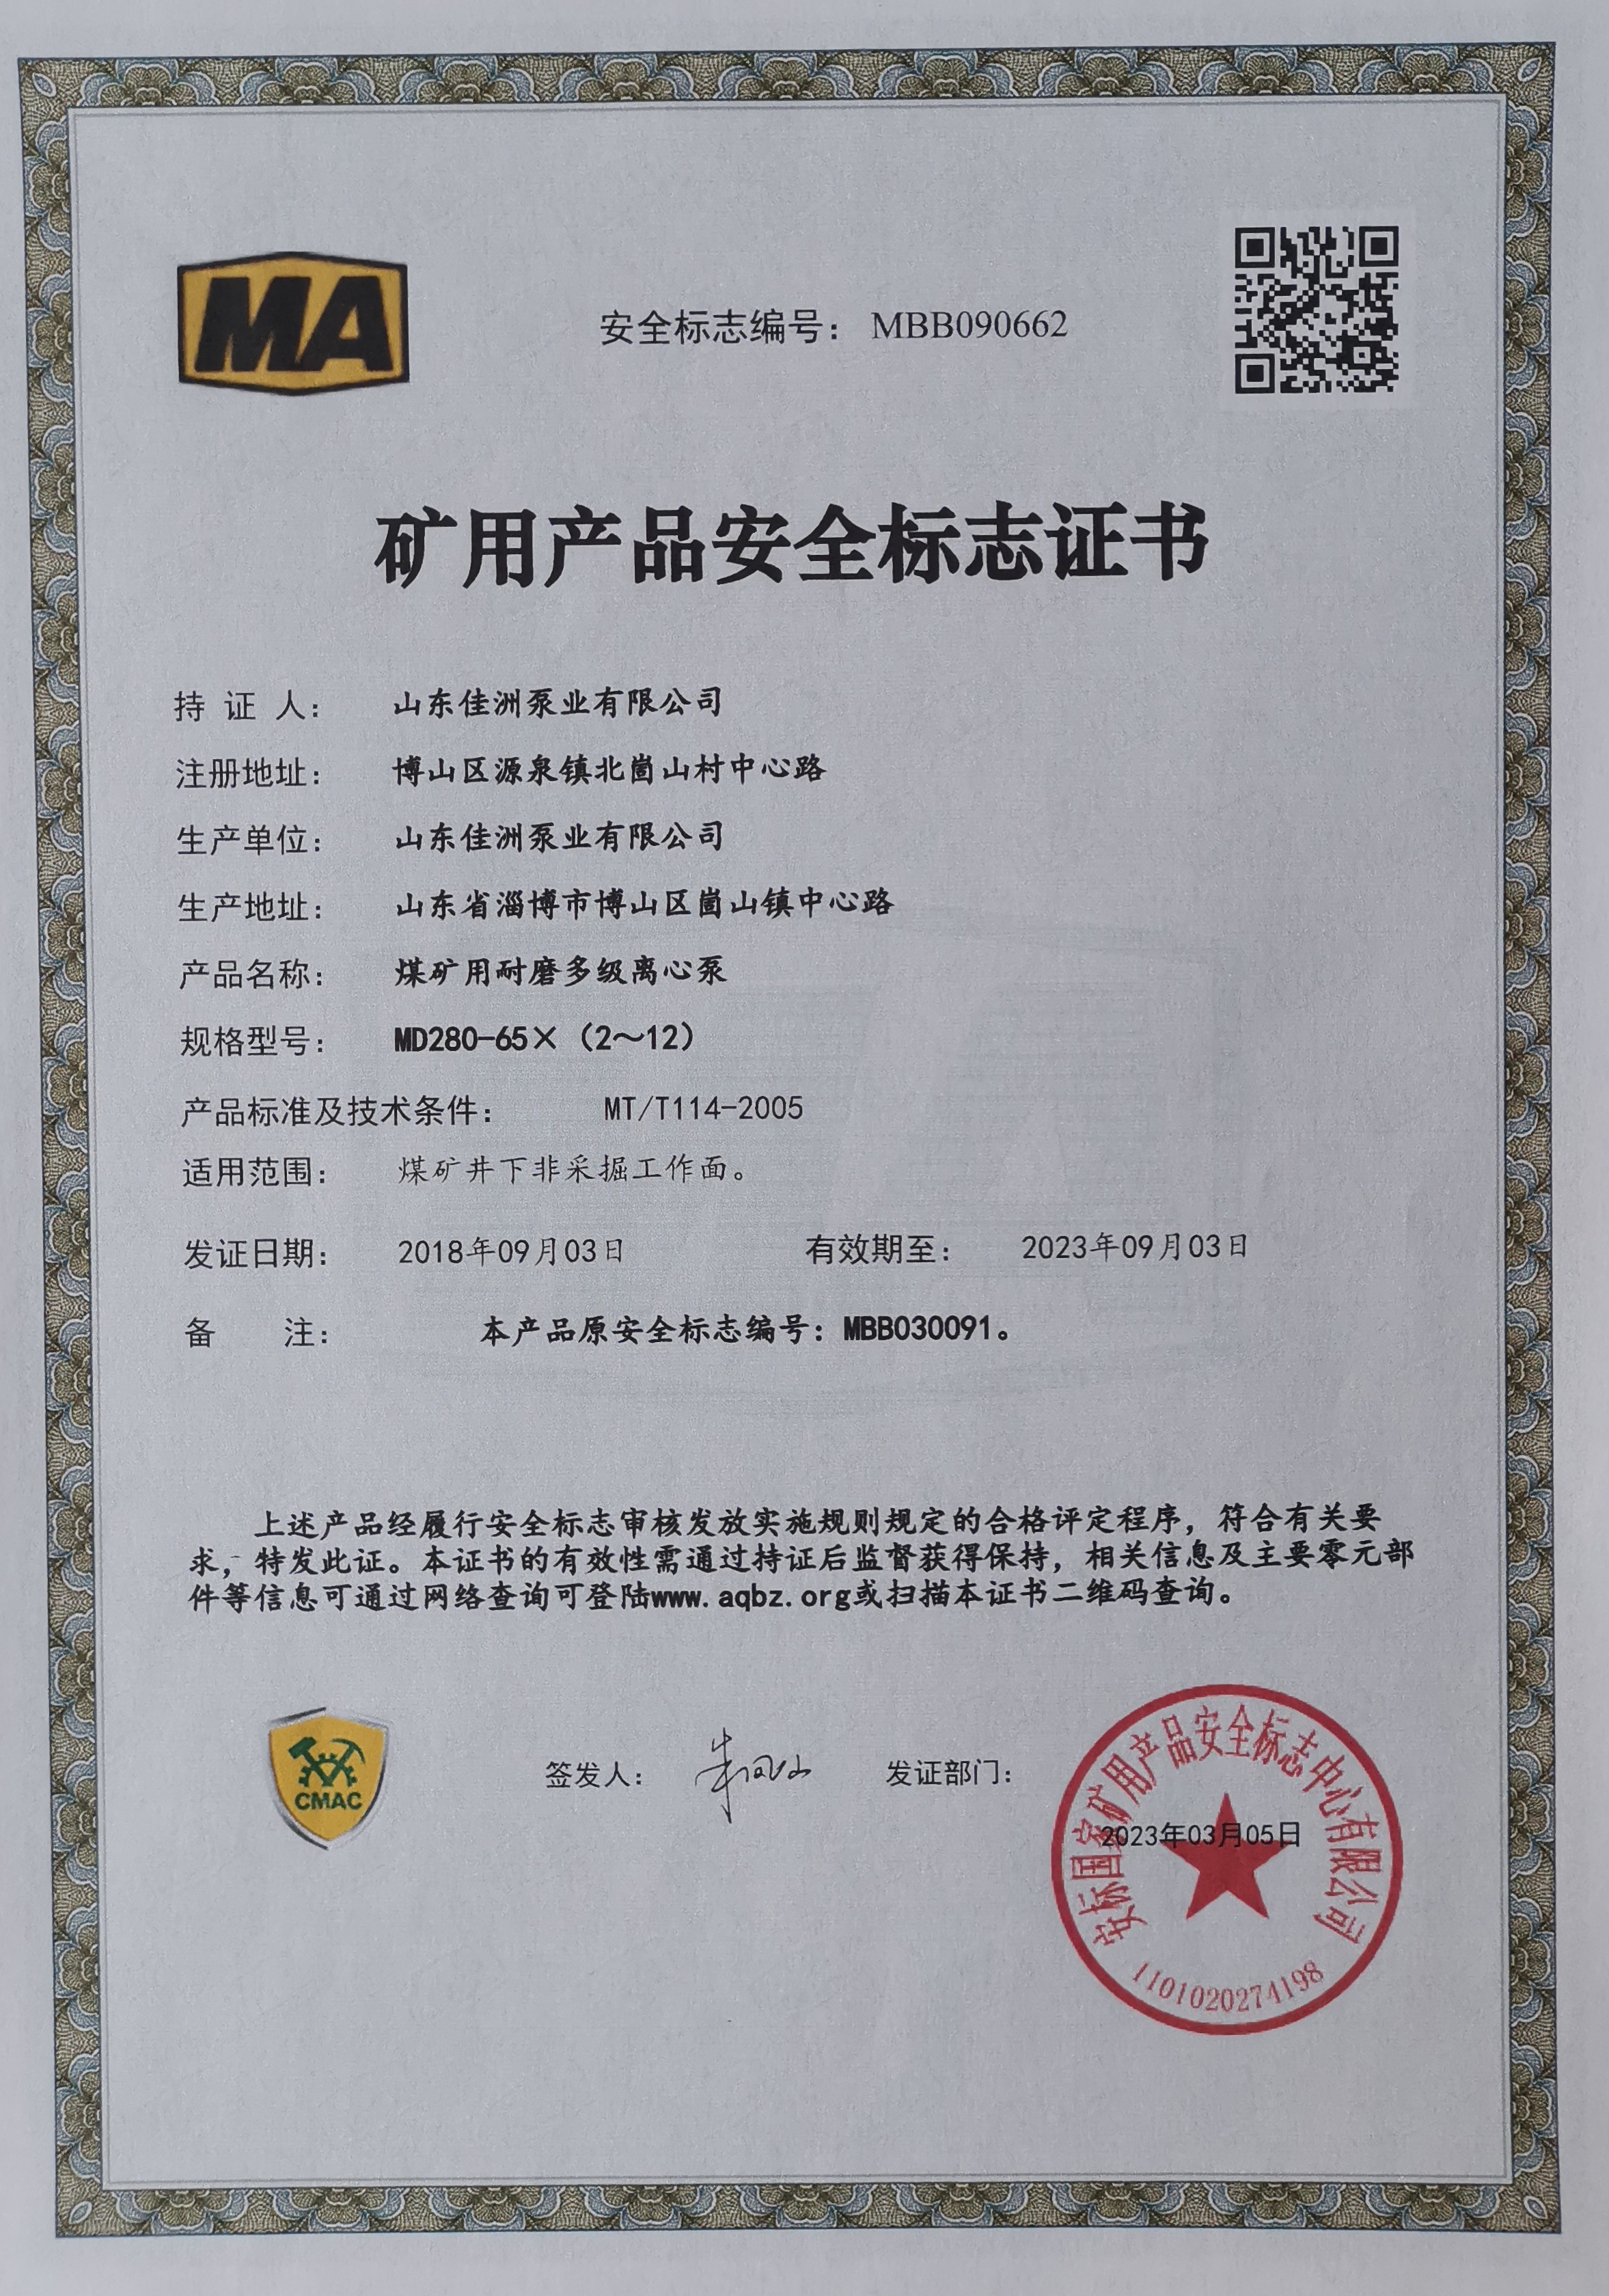 MA
安全标志编号： MBB090662
矿用产品安全标志证书
持 证 人： 山东佳洲泵业有限公司
注册地址： 博山区源泉镇北崮山村中心路
生产单位： 山东佳洲泵业有限公司
生产地址： 山东省淄博市博山区崮山镇中心路
产品名称： 煤矿用耐磨多级离心泵
规格型号： MD280-65×（2～12）
产品标准及技术条件： MT/T114-2005
适用范围： 煤矿井下非采掘工作面。
发证日期： 2018年09月03日 有效期至： 2023年09月03日
备 注： 本产品原安全标志编号：MBB030091。
上述产品经履行安全标志审核发放实施规则规定的合格评定程序，符合有关要
求，特发此证。本证书的有效性需通过持证后监督获得保持，相关信息及主要零元部
件等信息可通过网络查询可登陆www.aqbz.org或扫描本证书二维码查询。
CMAC
签发人： 发证部门：
安标国家矿用产品安全标志中心有限公司
2023年03月05日
1101020274198